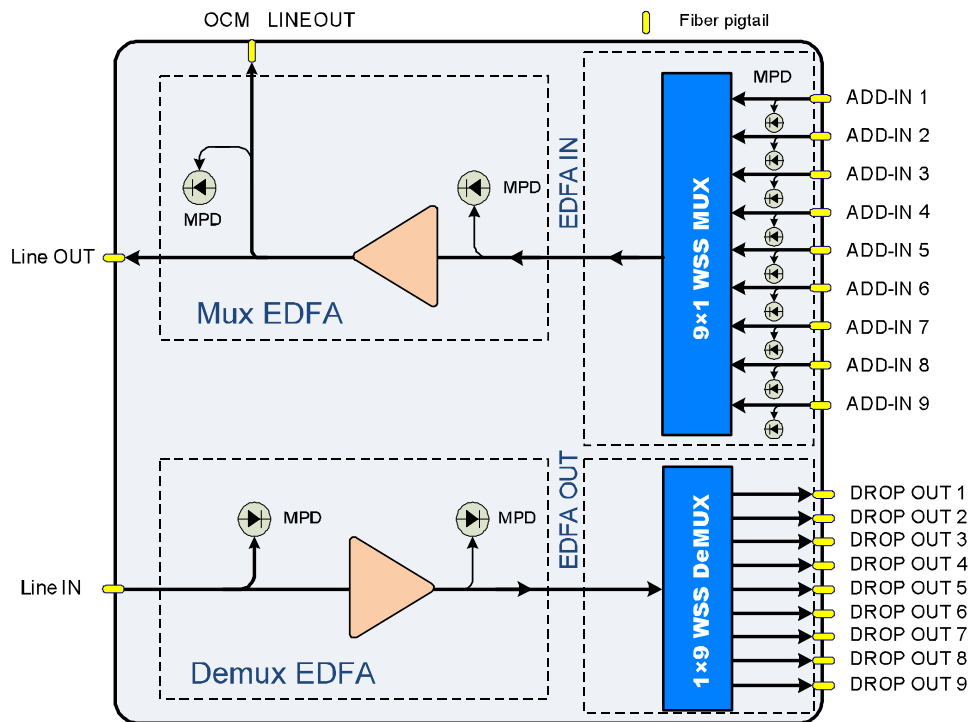 OCM LINEOUT
Fiber pigtail
MPD
ADD-IN 1
ADD-IN 2
ADD-IN 3
ADD-IN 4
ADD-IN 5
ADD-IN 6
ADD-IN 7
ADD-IN 8
ADD-IN 9
9×1 WSS MUX
EDFA IN
MPD
MPD
Line OUT
Mux EDFA
EDFA OUT
MPD
MPD
Line IN
Demux EDFA
1×9 WSS DeMUX
DROP OUT 1
DROP OUT 2
DROP OUT 3
DROP OUT 4
DROP OUT 5
DROP OUT 6
DROP OUT 7
DROP OUT 8
DROP OUT 9